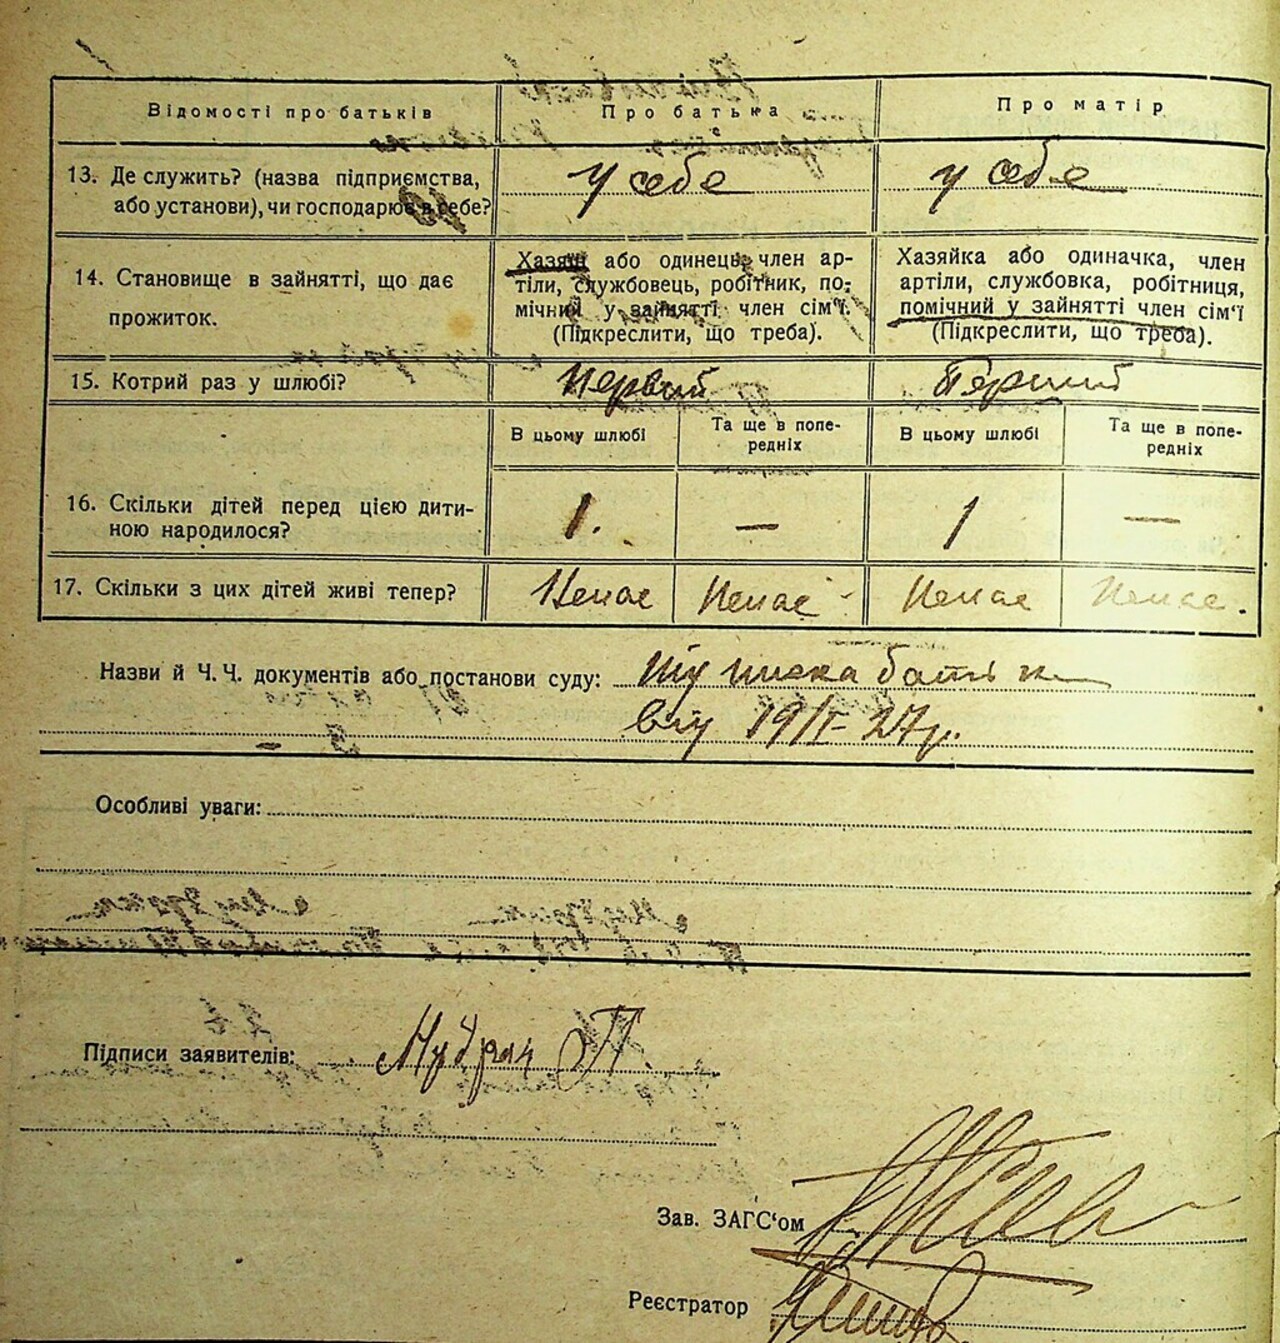 Відомості про батьків
Про батька
Про матір
13. Де служить? (назва підприємства,
або установи), чи господарює в себе?
у себе
у себе
14. Становище в зайнятті, що дає
прожиток.
Хазяїн або одинець, член ар-
тілі, службовець, робітник, по-
мічний у зайнятті член сім'ї.
(Підкреслити, що треба).
Хазяйка або одиначка, член
артілі, службовка, робітниця,
помічний у зайнятті член сім'ї
(Підкреслити, що треба).
15. Котрий раз у шлюбі?
Первий
Перший
В цьому шлюбі
Та ще в попе-
редніх
В цьому шлюбі
Та ще в попе-
редніх
16. Скільки дітей перед цією дити-
ною народилося?
1.
—
1
—
17. Скільки з цих дітей живі тепер?
Немає
Немає
Немає
Немає.
Назви й Ч. Ч. документів або постанови суду:
19/I-27р.
Особливі уваги:
Підписи заявителів:
Зав. ЗАГС'ом
Реєстратор